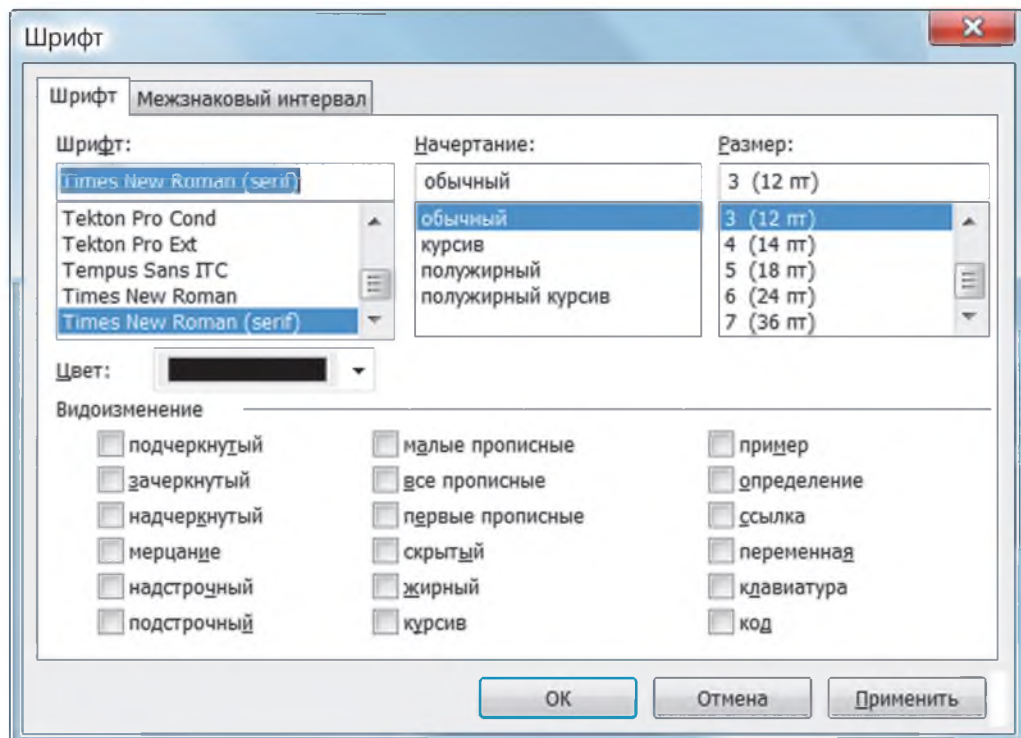 Шрифт
Шрифт Межзнаковый интервал
Шрифт: Начертание: Размер:
Times New Roman (serif) обычный 3 (12 пт)
Tekton Pro Cond обычный 3 (12 пт)
Tekton Pro Ext курсив 4 (14 пт)
Tempus Sans ITC полужирный 5 (18 пт)
Times New Roman полужирный курсив 6 (24 пт)
Times New Roman (serif) 7 (36 пт)
Цвет:
Видоизменение
подчеркнутый малые прописные пример
зачеркнутый все прописные определение
надчеркнутый первые прописные ссылка
мерцание скрытый переменная
надстрочный жирный клавиатура
подстрочный курсив код
ОК Отмена Применить